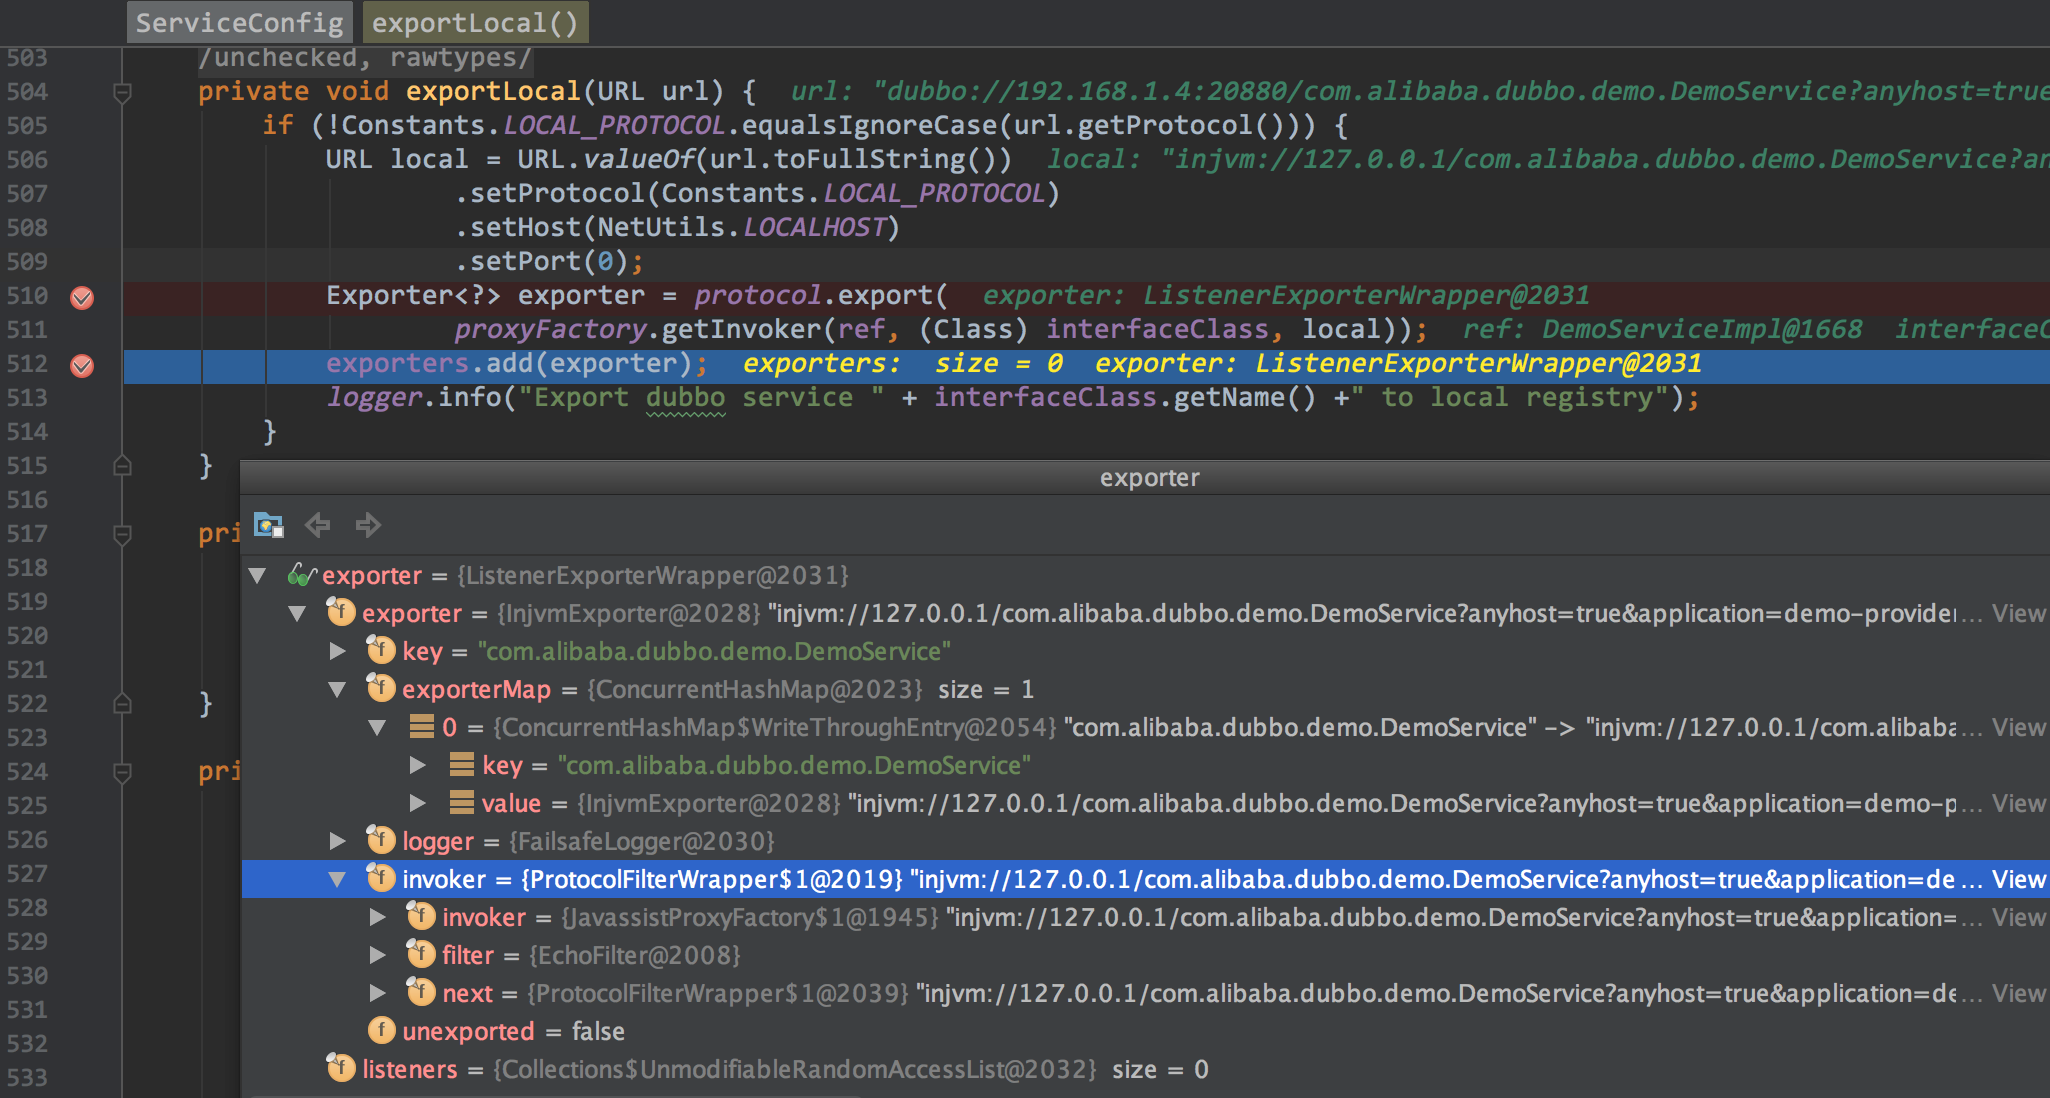 ServiceConfig exportLocal()
503 /unchecked, rawtypes/
504 private void exportLocal(URL url) { url: "dubbo://192.168.1.4:20880/com.alibaba.dubbo.demo.DemoService?anyhost=true
505 if (!Constants.LOCAL_PROTOCOL.equalsIgnoreCase(url.getProtocol())) {
506 URL local = URL.valueOf(url.toFullString()) local: "injvm://127.0.0.1/com.alibaba.dubbo.demo.DemoService?an
507 .setProtocol(Constants.LOCAL_PROTOCOL)
508 .setHost(NetUtils.LOCALHOST)
509 .setPort(0);
510 Exporter<?> exporter = protocol.export( exporter: ListenerExporterWrapper@2031
511 proxyFactory.getInvoker(ref, (Class) interfaceClass, local)); ref: DemoServiceImpl@1668 interfaceC
512 exporters.add(exporter); exporters: size = 0 exporter: ListenerExporterWrapper@2031
513 logger.info("Export dubbo service " + interfaceClass.getName() +" to local registry");
514 }
515 }
exporter
516
517 pri
518
exporter = {ListenerExporterWrapper@2031}
519
exporter = {InjvmExporter@2028} "injvm://127.0.0.1/com.alibaba.dubbo.demo.DemoService?anyhost=true&application=demo-provider... View
520
key = "com.alibaba.dubbo.demo.DemoService"
521
exporterMap = {ConcurrentHashMap@2023} size = 1
522 }
0 = {ConcurrentHashMap$WriteThroughEntry@2054} "com.alibaba.dubbo.demo.DemoService" -> "injvm://127.0.0.1/com.alibaba... View
523
key = "com.alibaba.dubbo.demo.DemoService"
524 pri
525
value = {InjvmExporter@2028} "injvm://127.0.0.1/com.alibaba.dubbo.demo.DemoService?anyhost=true&application=demo-p... View
526
logger = {FailsafeLogger@2030}
527
invoker = {ProtocolFilterWrapper$1@2019} "injvm://127.0.0.1/com.alibaba.dubbo.demo.DemoService?anyhost=true&application=de... View
528
invoker = {JavassistProxyFactory$1@1945} "injvm://127.0.0.1/com.alibaba.dubbo.demo.DemoService?anyhost=true&application=... View
529
filter = {EchoFilter@2008}
530
next = {ProtocolFilterWrapper$1@2039} "injvm://127.0.0.1/com.alibaba.dubbo.demo.DemoService?anyhost=true&application=de... View
531
unexported = false
532
listeners = {Collections$UnmodifiableRandomAccessList@2032} size = 0
533